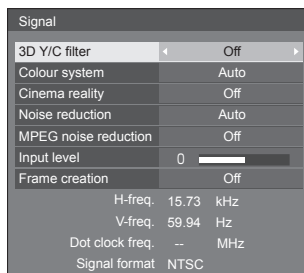 Signal
3D Y/C filter Off
Colour system Auto
Cinema reality Off
Noise reduction Auto
MPEG noise reduction Off
Input level 0
Frame creation Off
H-freq. 15.73 kHz
V-freq. 59.94 Hz
Dot clock freq. -- MHz
Signal format NTSC